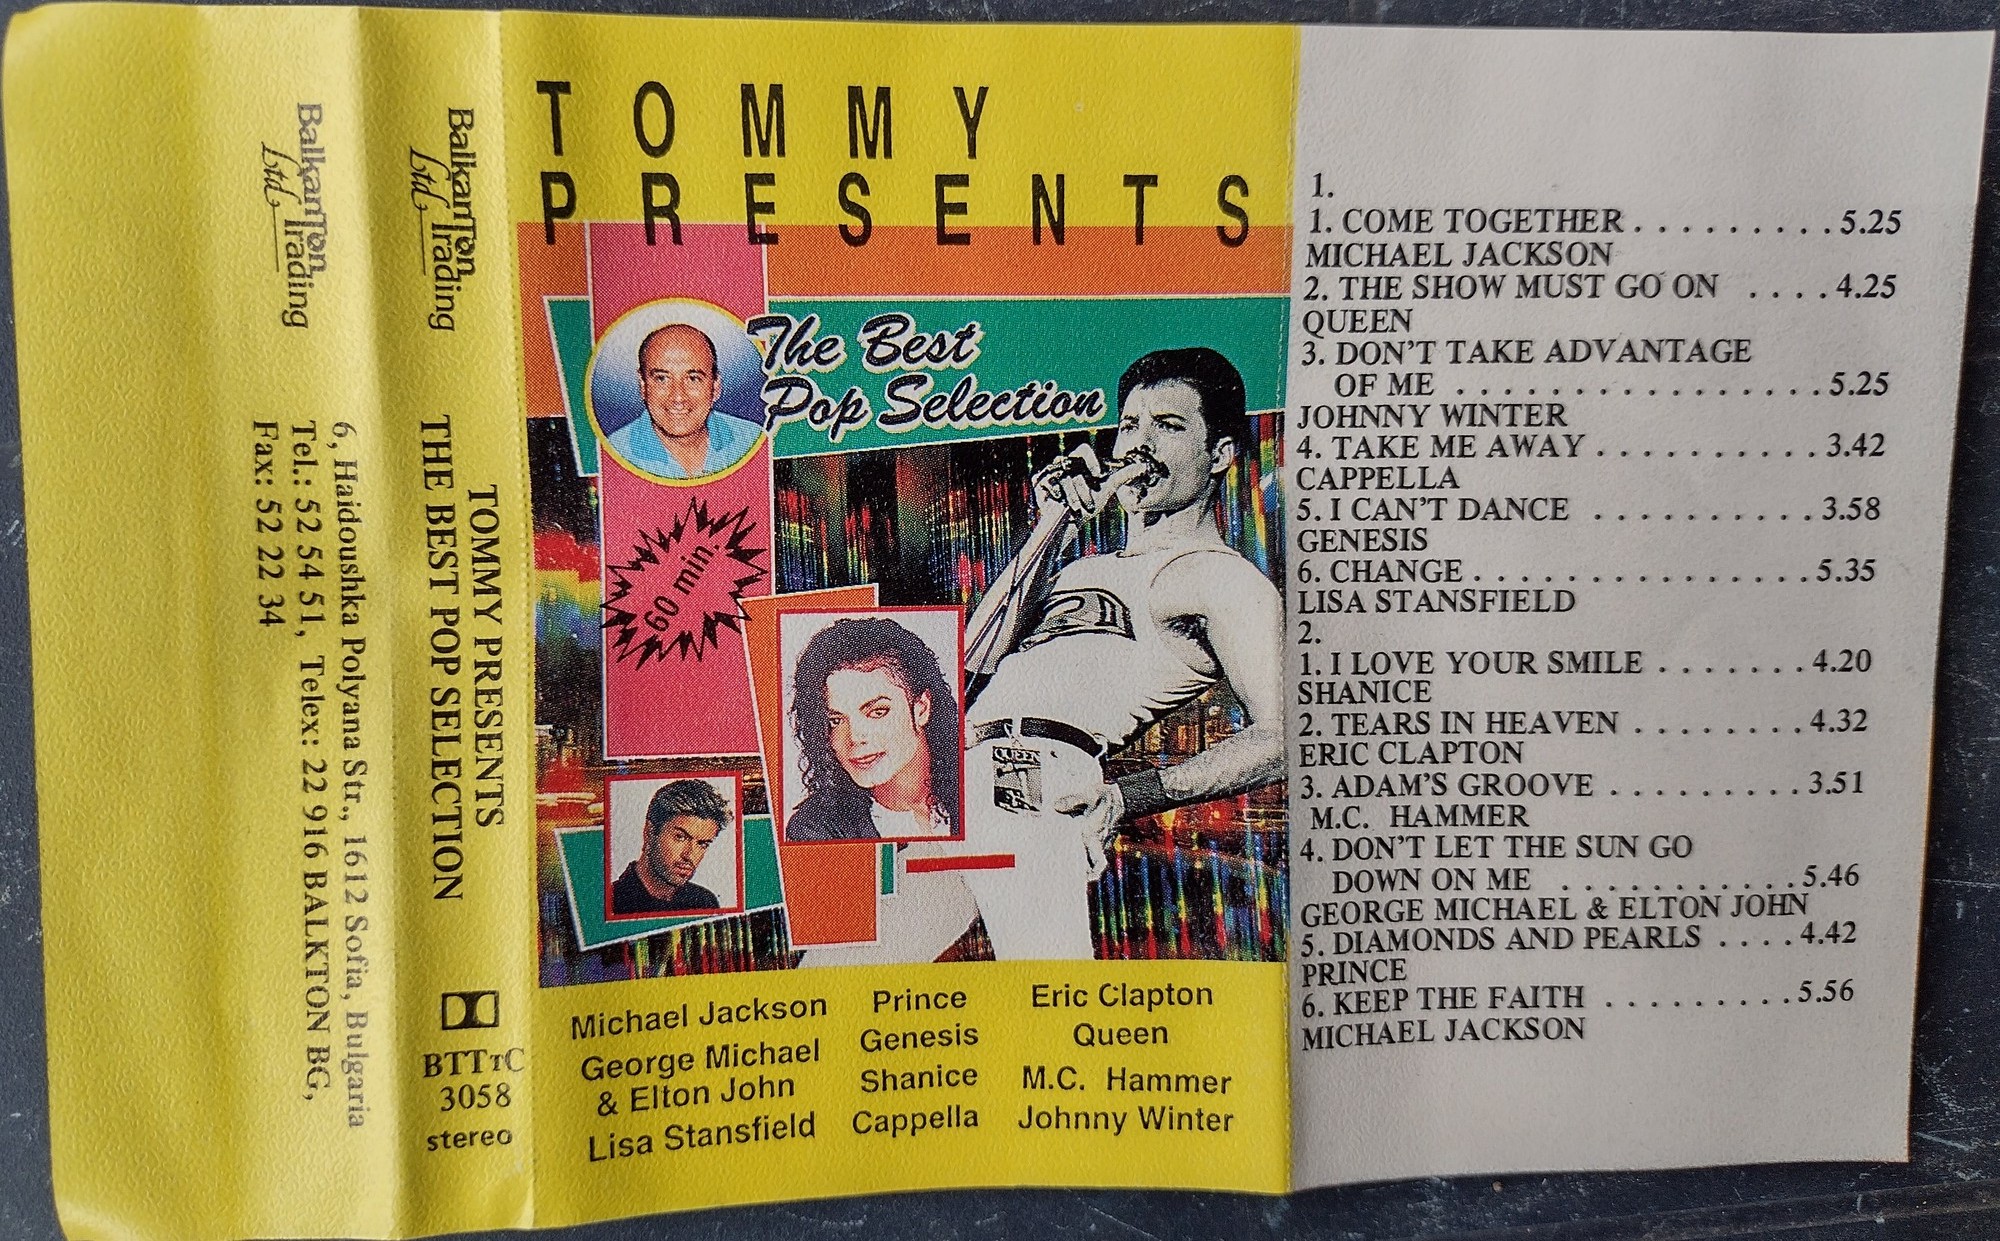 BalkanTon
Ltd. Trading
6, Haidoushka Polyana Str., 1612 Sofia, Bulgaria
Tel.: 52 54 51, Telex: 22 916 BALKTON BG,
Fax: 52 22 34
BalkanTon
Ltd. Trading
TOMMY PRESENTS
THE BEST POP SELECTION
BTTTC
3058
stereo
TOMMY
PRESENTS
The Best
Pop Selection
60 min.
QUEEN
Michael Jackson
George Michael
& Elton John
Lisa Stansfield
Prince
Genesis
Shanice
Cappella
Eric Clapton
Queen
M.C. Hammer
Johnny Winter
1.
1. COME TOGETHER . . . . . . . . . 5.25
MICHAEL JACKSON
2. THE SHOW MUST GO ON . . . . 4.25
QUEEN
3. DON'T TAKE ADVANTAGE
OF ME . . . . . . . . . . . . . . . . . 5.25
JOHNNY WINTER
4. TAKE ME AWAY . . . . . . . . . . 3.42
CAPPELLA
5. I CAN'T DANCE . . . . . . . . . . 3.58
GENESIS
6. CHANGE . . . . . . . . . . . . . . . 5.35
LISA STANSFIELD
2.
1. I LOVE YOUR SMILE . . . . . . . 4.20
SHANICE
2. TEARS IN HEAVEN . . . . . . . . 4.32
ERIC CLAPTON
3. ADAM'S GROOVE . . . . . . . . . 3.51
M.C. HAMMER
4. DON'T LET THE SUN GO
DOWN ON ME . . . . . . . . . . . 5.46
GEORGE MICHAEL & ELTON JOHN
5. DIAMONDS AND PEARLS . . . . 4.42
PRINCE
6. KEEP THE FAITH . . . . . . . . . 5.56
MICHAEL JACKSON